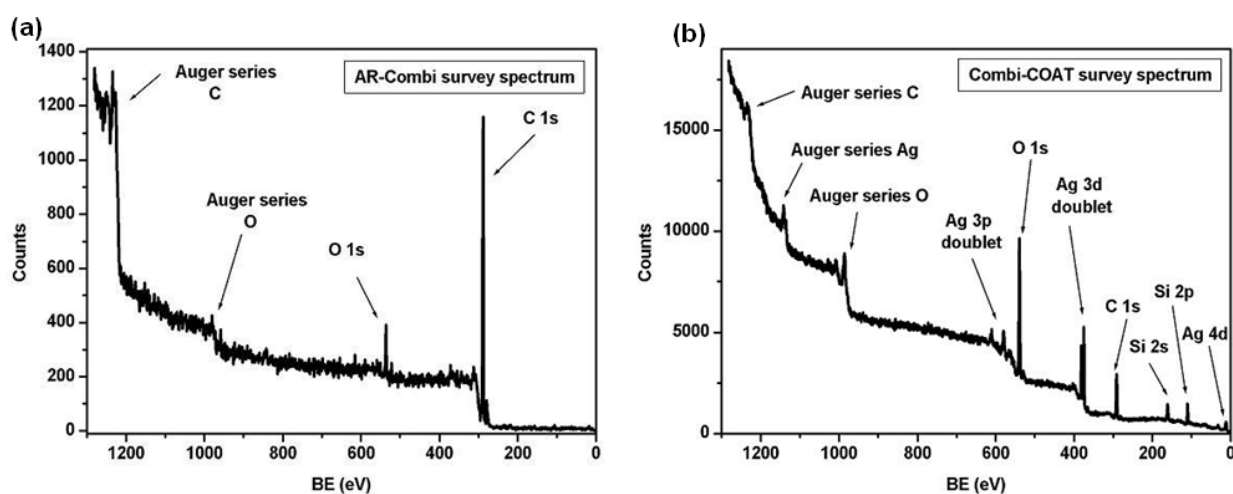 (a)
1400
1200
1000
800
600
400
200
0
Counts
1200 1000 800 600 400 200 0
BE (eV)
Auger series
C
AR-Combi survey spectrum
C 1s
Auger series
O
O 1s
(b)
15000
10000
5000
0
Counts
1200 1000 800 600 400 200 0
BE (eV)
Combi-COAT survey spectrum
Auger series C
Auger series Ag
Auger series O
Ag 3p
doublet
O 1s
Ag 3d
doublet
C 1s
Si 2s
Si 2p
Ag 4d